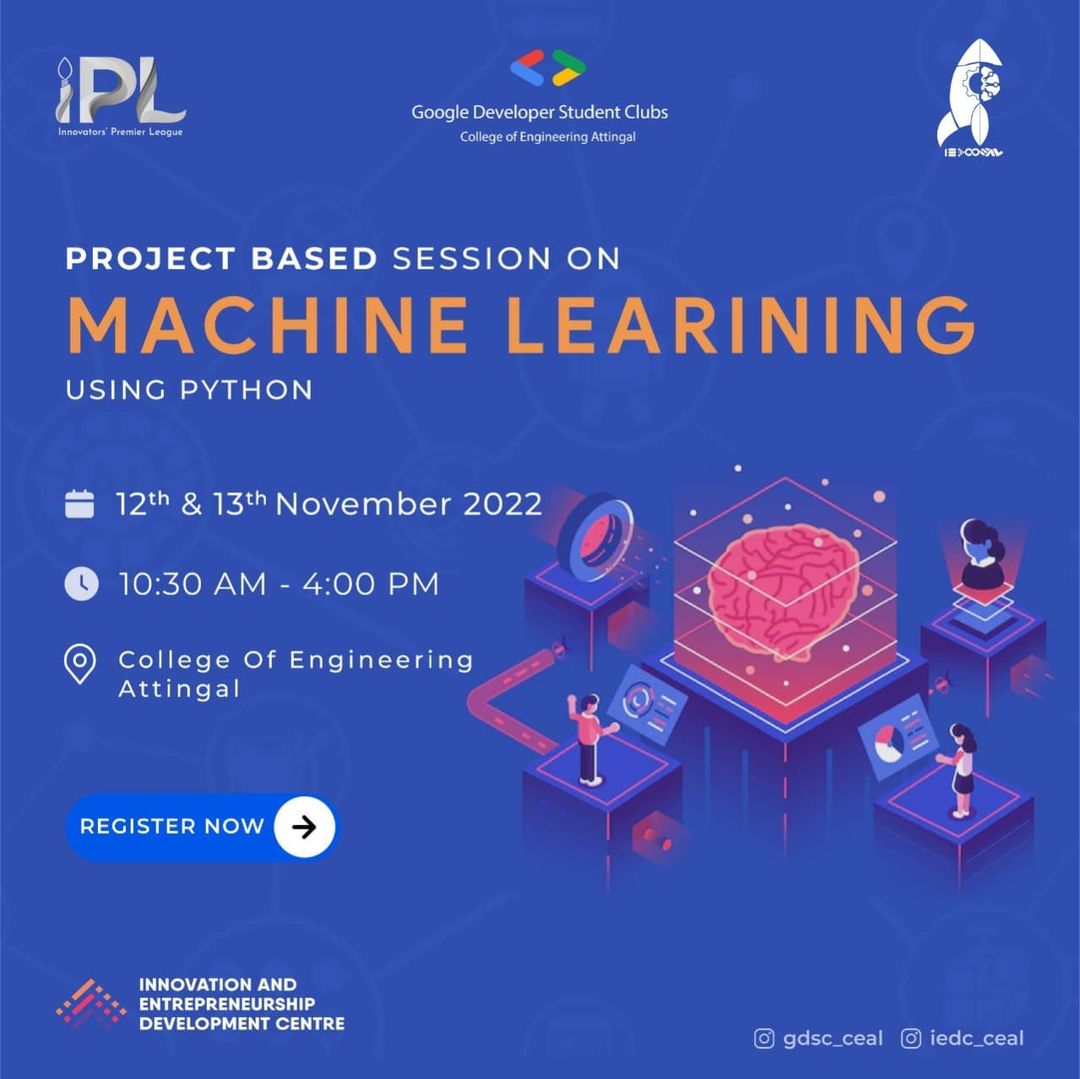 iPL
Innovators' Premier League
Google Developer Student Clubs
College of Engineering Attingal
PROJECT BASED SESSION ON
MACHINE LEARINING
USING PYTHON
12th & 13th November 2022
10:30 AM - 4:00 PM
College Of Engineering
Attingal
REGISTER NOW
INNOVATION AND
ENTREPRENEURSHIP
DEVELOPMENT CENTRE
gdsc_ceal iedc_ceal